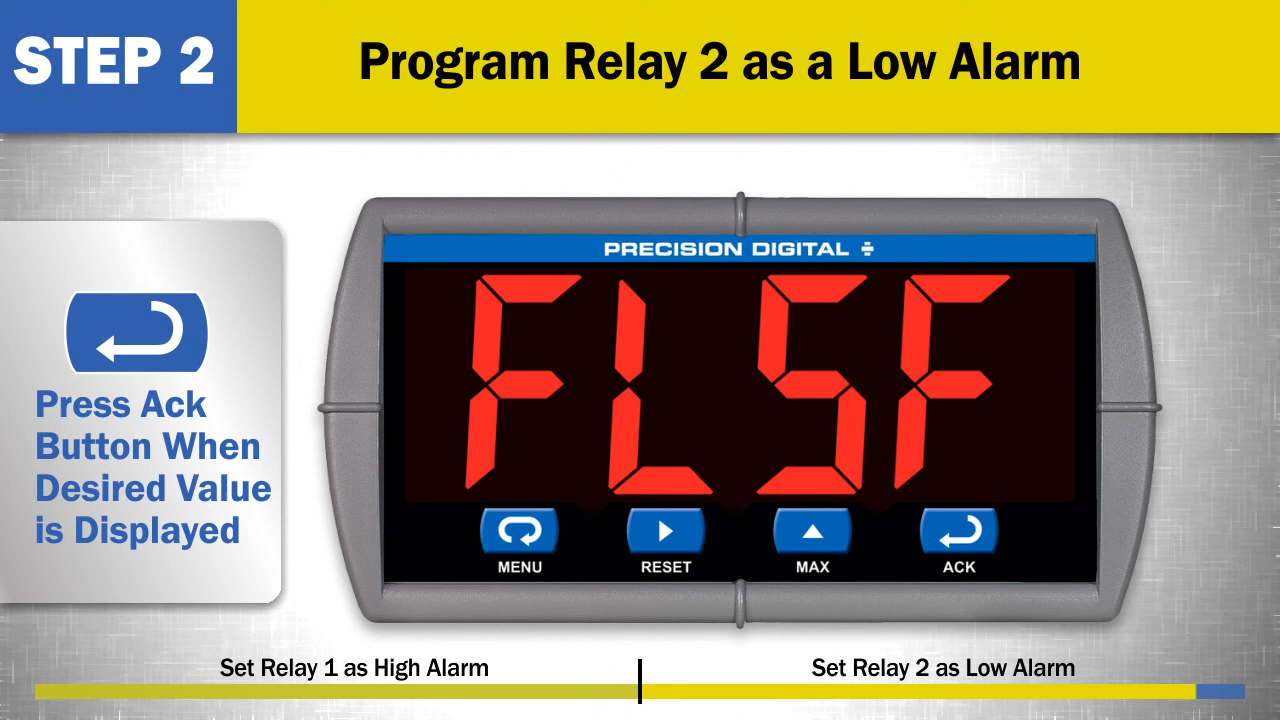 STEP 2
Program Relay 2 as a Low Alarm
PRECISION DIGITAL
FLSF
Press Ack
Button When
Desired Value
is Displayed
MENU
RESET
MAX
ACK
Set Relay 1 as High Alarm
Set Relay 2 as Low Alarm